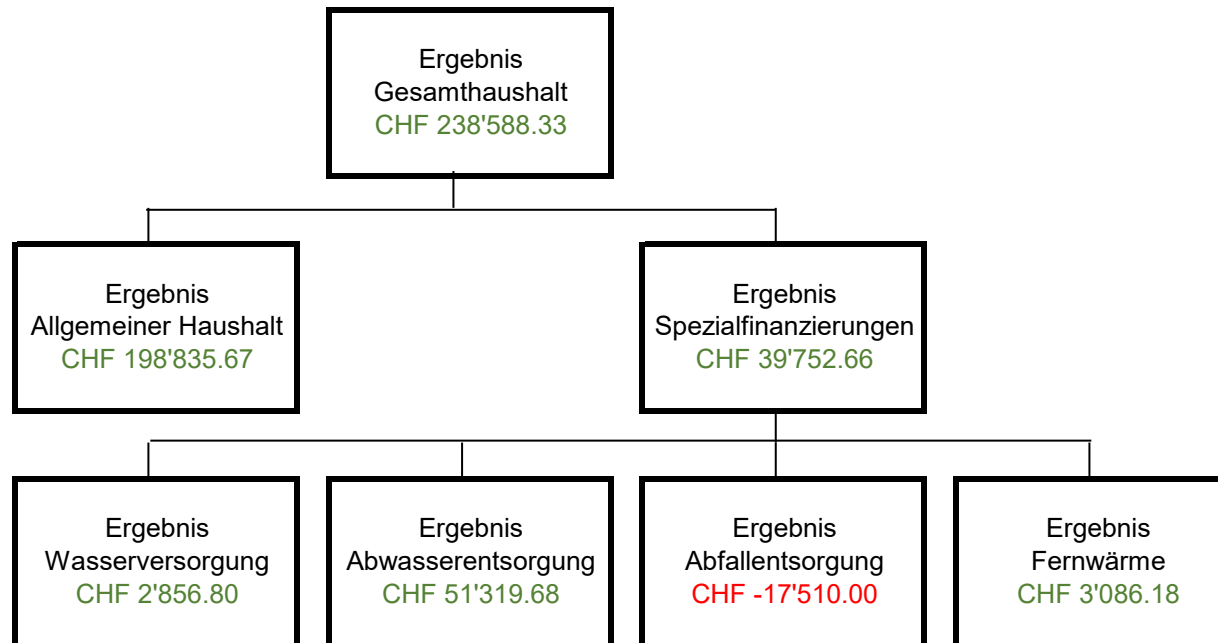 Ergebnis
Gesamthaushalt
CHF 238'588.33
Ergebnis
Allgemeiner Haushalt
CHF 198'835.67
Ergebnis
Spezialfinanzierungen
CHF 39'752.66
Ergebnis
Wasserversorgung
CHF 2'856.80
Ergebnis
Abwasserentsorgung
CHF 51'319.68
Ergebnis
Abfallentsorgung
CHF -17'510.00
Ergebnis
Fernwärme
CHF 3'086.18